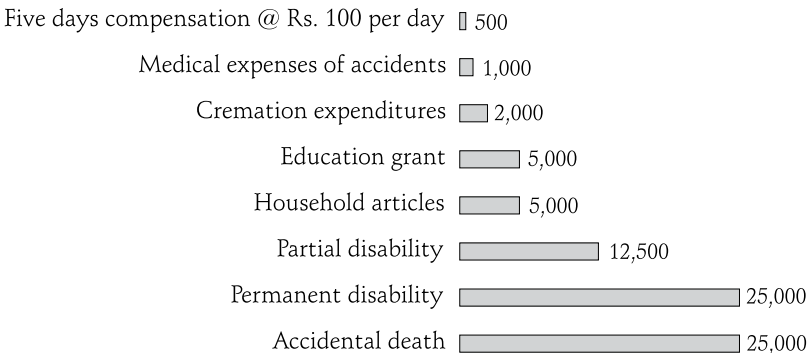 Five days compensation @ Rs. 100 per day 500
Medical expenses of accidents 1,000
Cremation expenditures 2,000
Education grant 5,000
Household articles 5,000
Partial disability 12,500
Permanent disability 25,000
Accidental death 25,000